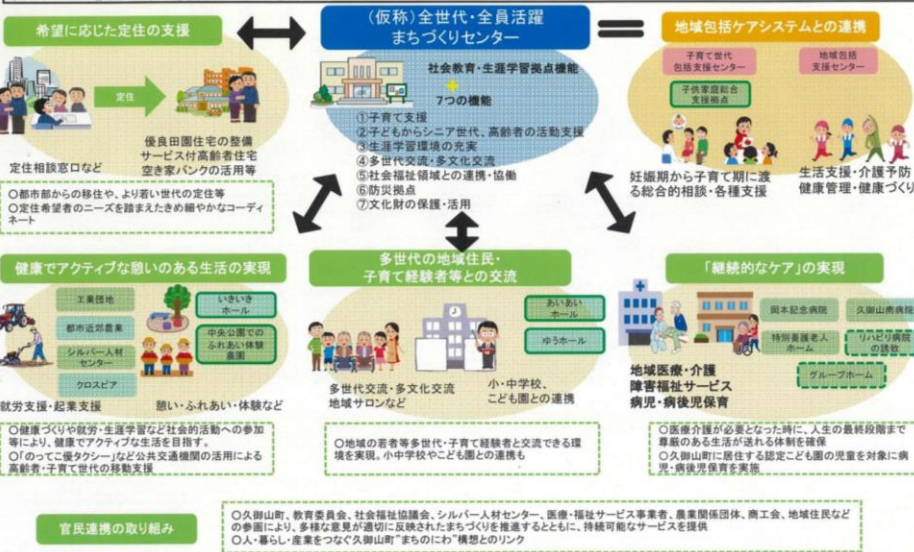 希望に応じた定住の支援
定住
定住相談窓口など
優良田園住宅の整備
サービス付高齢者住宅
空き家バンクの活用等
○都市部からの移住や、より若い世代の定住等
○定住希望者のニーズを踏まえたきめ細やかなコーディ
ネート
(仮称)全世代・全員活躍
まちづくりセンター
社会教育・生涯学習拠点機能
+
7つの機能
①子育て支援
②子どもからシニア世代、高齢者の活動支援
③生涯学習環境の充実
④多世代交流・多文化交流
⑤社会福祉領域との連携・協働
⑥防災拠点
⑦文化財の保護・活用
地域包括ケアシステムとの連携
子育て世代
包括支援センター
子供家庭総合
支援拠点
地域包括
支援センター
妊娠期から子育て期に渡
る総合的相談・各種支援
生活支援・介護予防
健康管理・健康づくり
健康でアクティブな憩いのある生活の実現
工業団地
都市近郊農業
シルバー人材
センター
クロスピア
いきいき
ホール
中央公園での
ふれあい体験
農園
就労支援・起業支援
憩い・ふれあい・体験など
○健康づくりや就労・生涯学習など社会的活動への参加
等により、健康でアクティブな生活を目指す。
○「のってこ優タクシー」など公共交通機関の活用による
高齢者・子育て世代の移動支援
多世代の地域住民・
子育て経験者等との交流
あいあい
ホール
ゆうホール
多世代交流・多文化交流
地域サロンなど
小・中学校、
こども園との連携
○地域の若者等多世代・子育て経験者と交流できる環
境を実現。小中学校やこども園との連携も
「継続的なケア」の実現
岡本記念病院
久御山南病院
特別養護老人
ホーム
リハビリ病院
の誘致
グループホーム
地域医療・介護
障害福祉サービス
病児・病後児保育
○医療介護が必要となった時に、人生の最終段階まで
尊厳のある生活が送れる体制を確保
○久御山町に居住する認定こども園の児童を対象に病
児・病後児保育を実施
官民連携の取り組み
○久御山町、教育委員会、社会福祉協議会、シルバー人材センター、医療・福祉サービス事業者、農業関係団体、商工会、地域住民など
の参画により、多様な意見が適切に反映されたまちづくりを推進するとともに、持続可能なサービスを提供
○人・暮らし・産業をつなぐ久御山町“まちのにわ”構想とのリンク